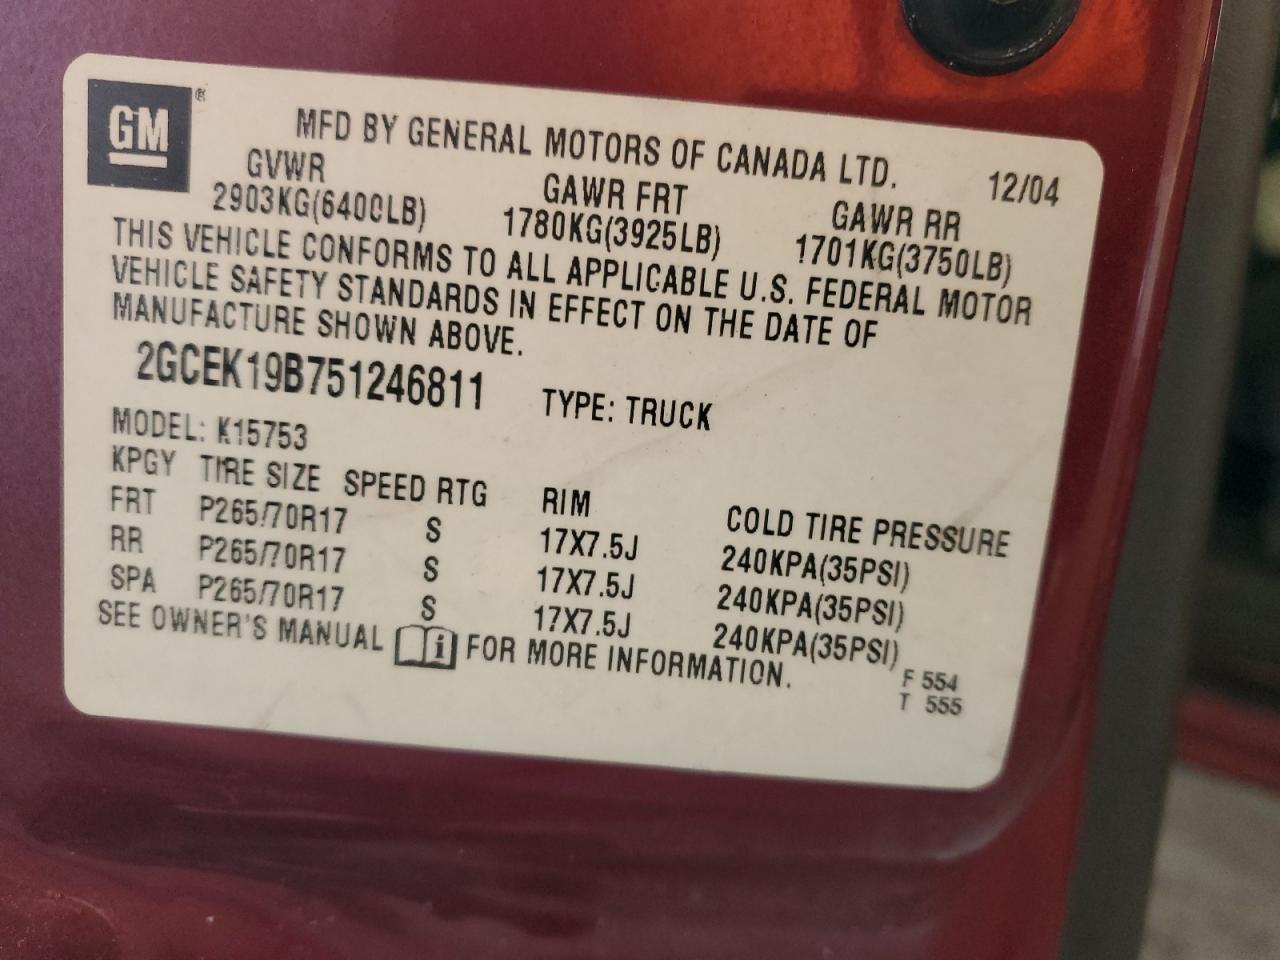 GM ®
MFD BY GENERAL MOTORS OF CANADA LTD. 12/04
GVWR GAWR FRT GAWR RR
2903KG(6400LB) 1780KG(3925LB) 1701KG(3750LB)
THIS VEHICLE CONFORMS TO ALL APPLICABLE U.S. FEDERAL MOTOR
VEHICLE SAFETY STANDARDS IN EFFECT ON THE DATE OF
MANUFACTURE SHOWN ABOVE.
2GCEK19B751246811 TYPE: TRUCK
MODEL: K15753
KPGY TIRE SIZE SPEED RTG RIM COLD TIRE PRESSURE
FRT P265/70R17 S 17X7.5J 240KPA(35PSI)
RR P265/70R17 S 17X7.5J 240KPA(35PSI)
SPA P265/70R17 S 17X7.5J 240KPA(35PSI)
SEE OWNER'S MANUAL i FOR MORE INFORMATION.
F 554
T 555